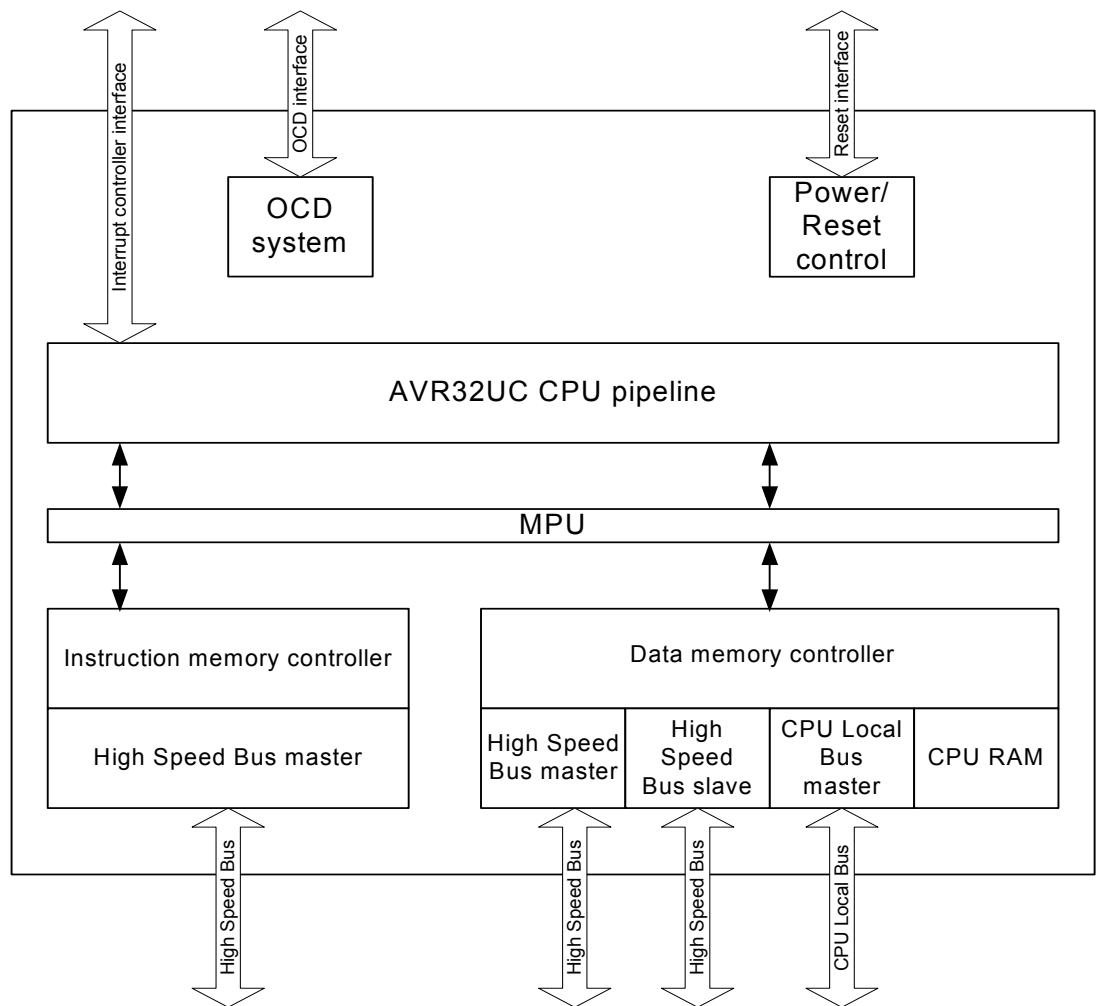 Interrupt controller interface
OCD interface
Reset interface
OCD
system
Power/
Reset
control
AVR32UC CPU pipeline
MPU
Instruction memory controller
High Speed Bus master
Data memory controller
High Speed
Bus master
High
Speed
Bus slave
CPU Local
Bus
master
CPU RAM
High Speed Bus
High Speed Bus
High Speed Bus
CPU Local Bus